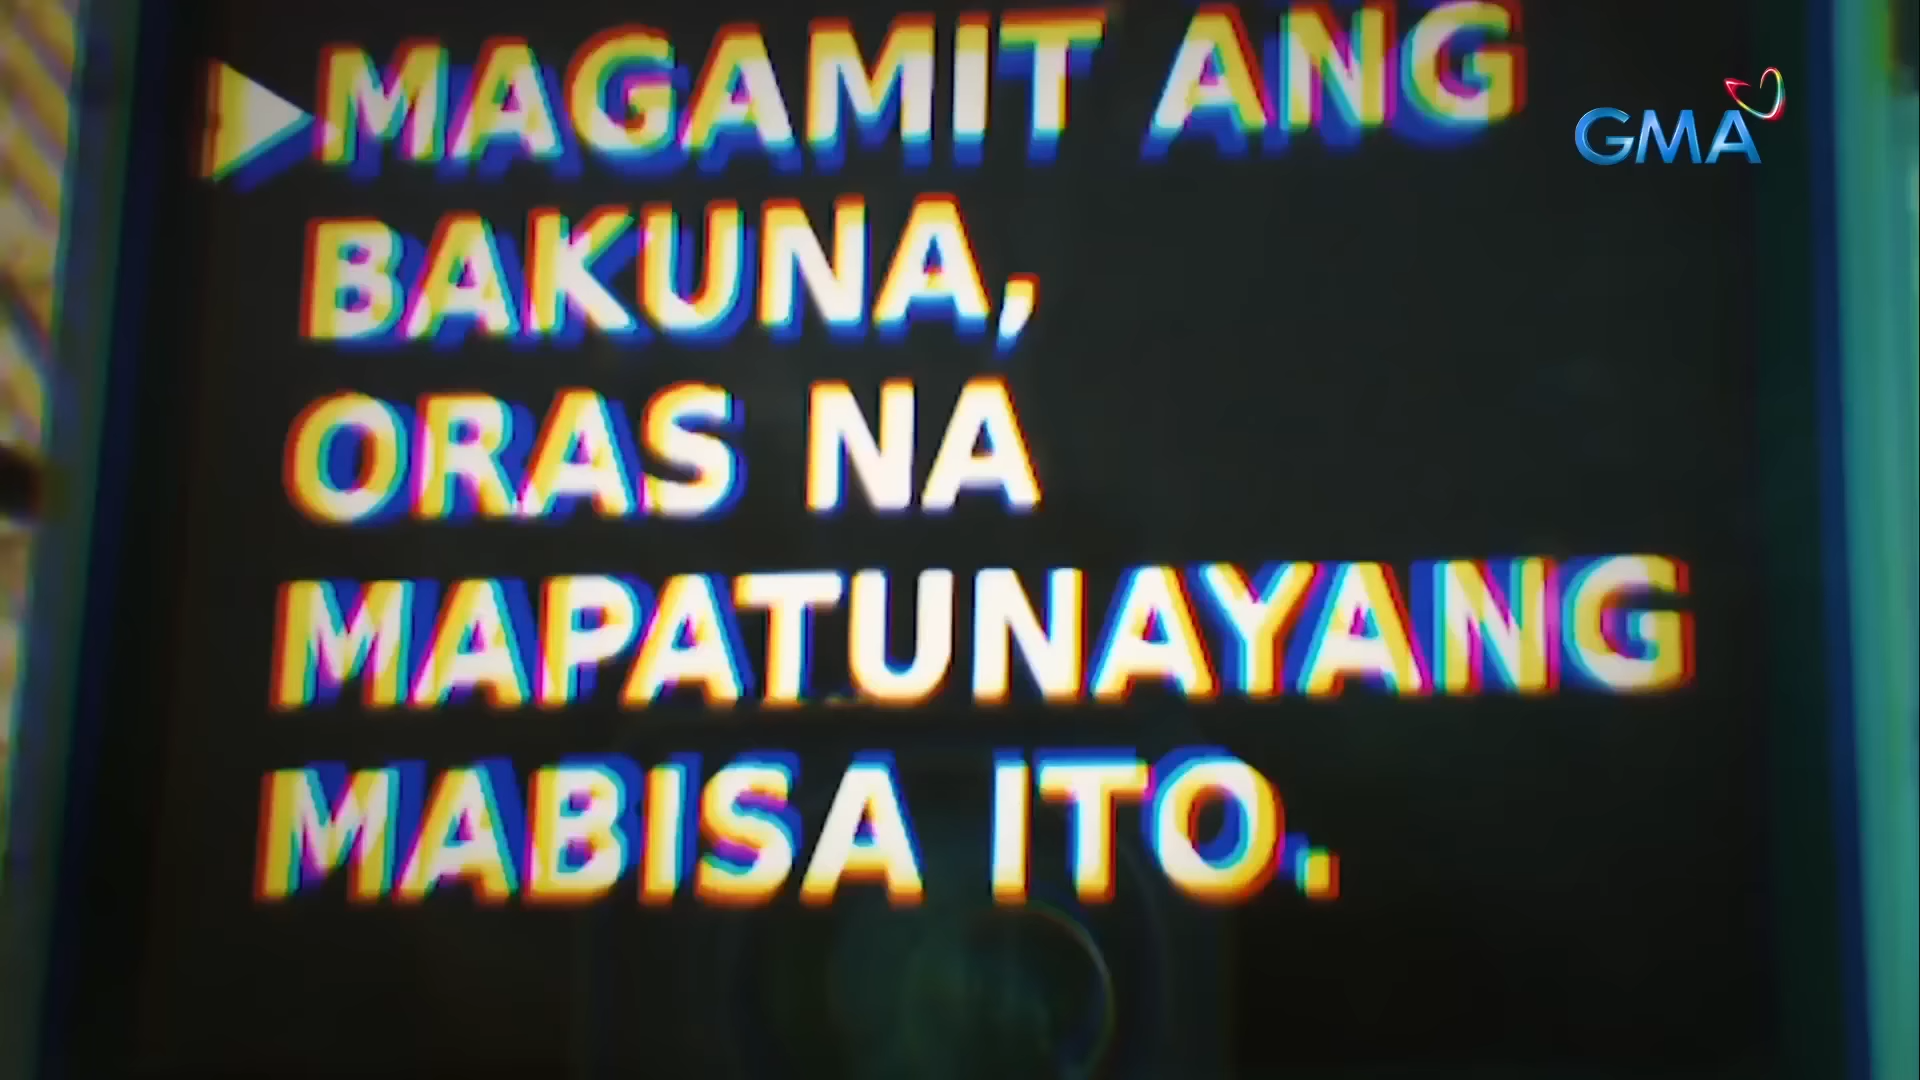 MAGAMIT ANG
GMA
BAKUNA,
ORAS NA
MAPATUNAYANG
MABISA ITO.